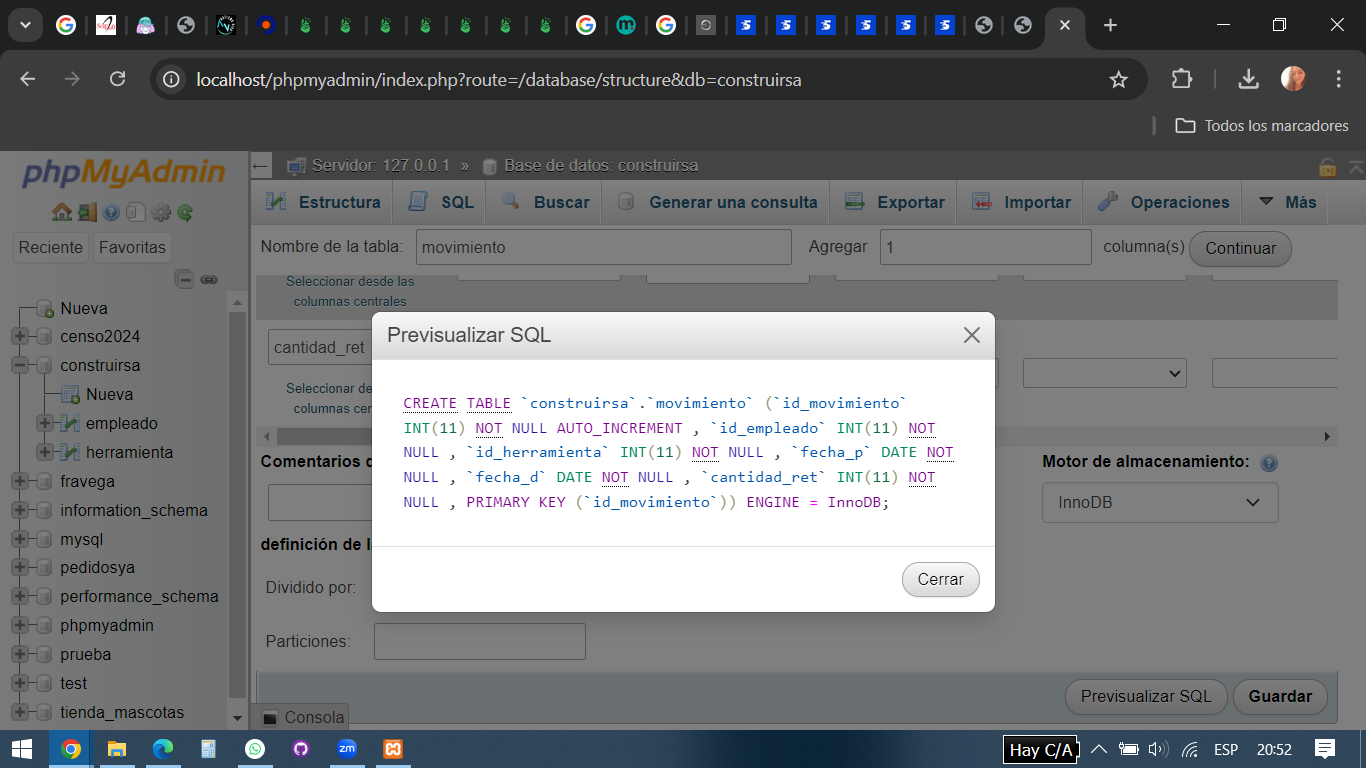 localhost/phpmyadmin/index.php?route=/database/structure&db=construirsa
Todos los marcadores
phpMyAdmin
Reciente
Favoritas
Nueva
censo2024
construirsa
Nueva
empleado
herramienta
fravega
information_schema
mysql
pedidosya
performance_schema
phpmyadmin
prueba
test
tienda_mascotas
Servidor: 127.0.0.1 » Base de datos: construirsa
Estructura
SQL
Buscar
Generar una consulta
Exportar
Importar
Operaciones
Más
Nombre de la tabla: movimiento Agregar 1 columna(s) Continuar
Seleccionar desde las
columnas centrales
cantidad_ret
Seleccionar de
columnas cen
Comentarios d
Motor de almacenamiento:
InnoDB
definición de l
Dividido por:
Particiones:
Previsualizar SQL
Guardar
Consola
Previsualizar SQL
CREATE TABLE `construirsa`.`movimiento` (`id_movimiento`
INT(11) NOT NULL AUTO_INCREMENT , `id_empleado` INT(11) NOT
NULL , `id_herramienta` INT(11) NOT NULL , `fecha_p` DATE NOT
NULL , `fecha_d` DATE NOT NULL , `cantidad_ret` INT(11) NOT
NULL , PRIMARY KEY (`id_movimiento`)) ENGINE = InnoDB;
Cerrar
zm
Hay C/A
ESP
20:52